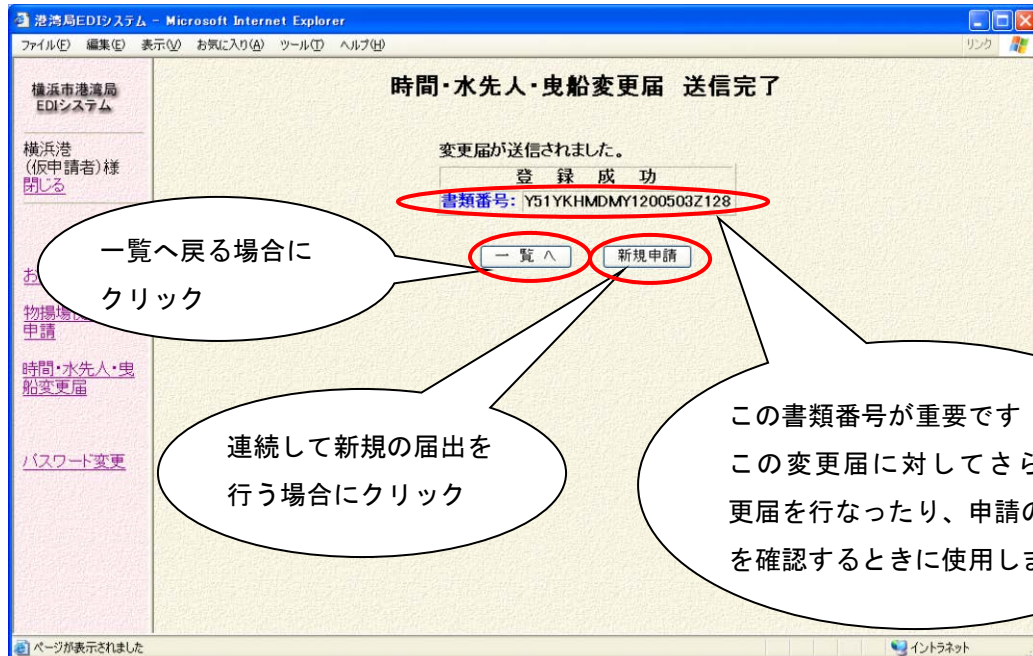 港湾局EDIシステム - Microsoft Internet Explorer
ファイル(F) 編集(E) 表示(V) お気に入り(A) ツール(T) ヘルプ(H)
リンク
横浜市港湾局
EDIシステム
横浜港
(仮申請者)様
閉じる
お
物揚場
申請
時間・水先人・曳
船変更届
パスワード変更
時間・水先人・曳船変更届 送信完了
変更届が送信されました。
登 録 成 功
書類番号: Y51YKHMDMY1200503Z128
一 覧 へ
新規申請
一覧へ戻る場合に
クリック
連続して新規の届出を
行う場合にクリック
この書類番号が重要です
この変更届に対してさら
更届を行なったり、申請の
を確認するときに使用しま
ページが表示されました
イントラネット